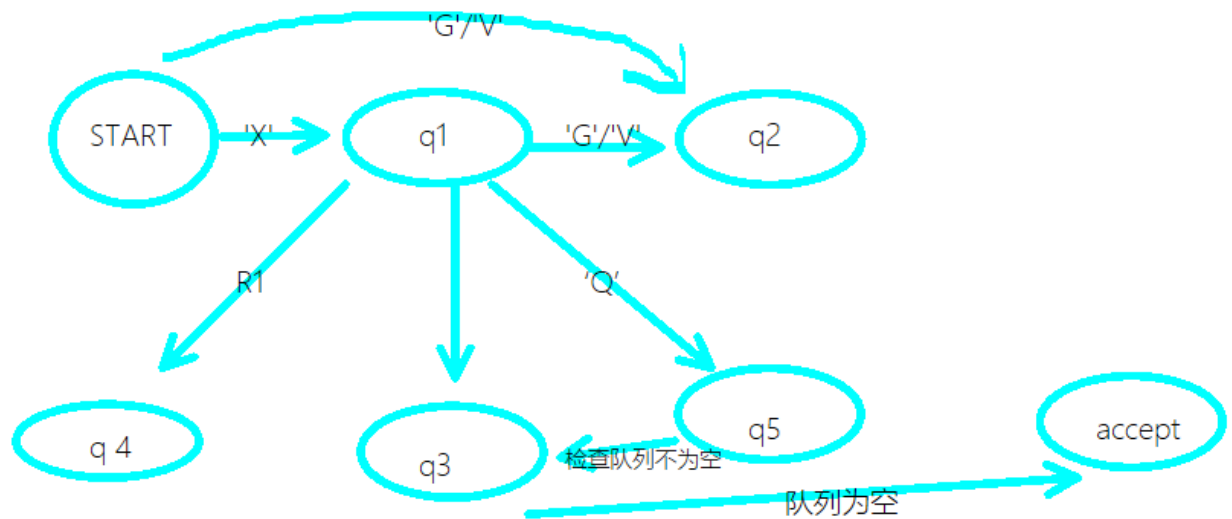 'G'/'V'
START
'X'
q1
'G'/'V'
q2
R1
‘Q’
q 4
q3
检查队列不为空
q5
accept
队列为空